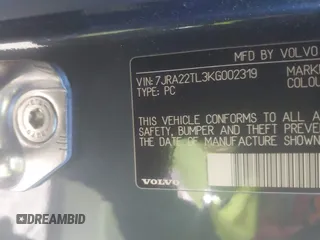 MFD BY VOLVO
VIN: 7JRA22TL3KG002319
TYPE: PC
MARKE
COLOU
THIS VEHICLE CONFORMS TO ALL A
SAFETY, BUMPER, AND THEFT PREVE
THE DATE OF MANUFACTURE SHOWN
VOLVO
DREAMBID